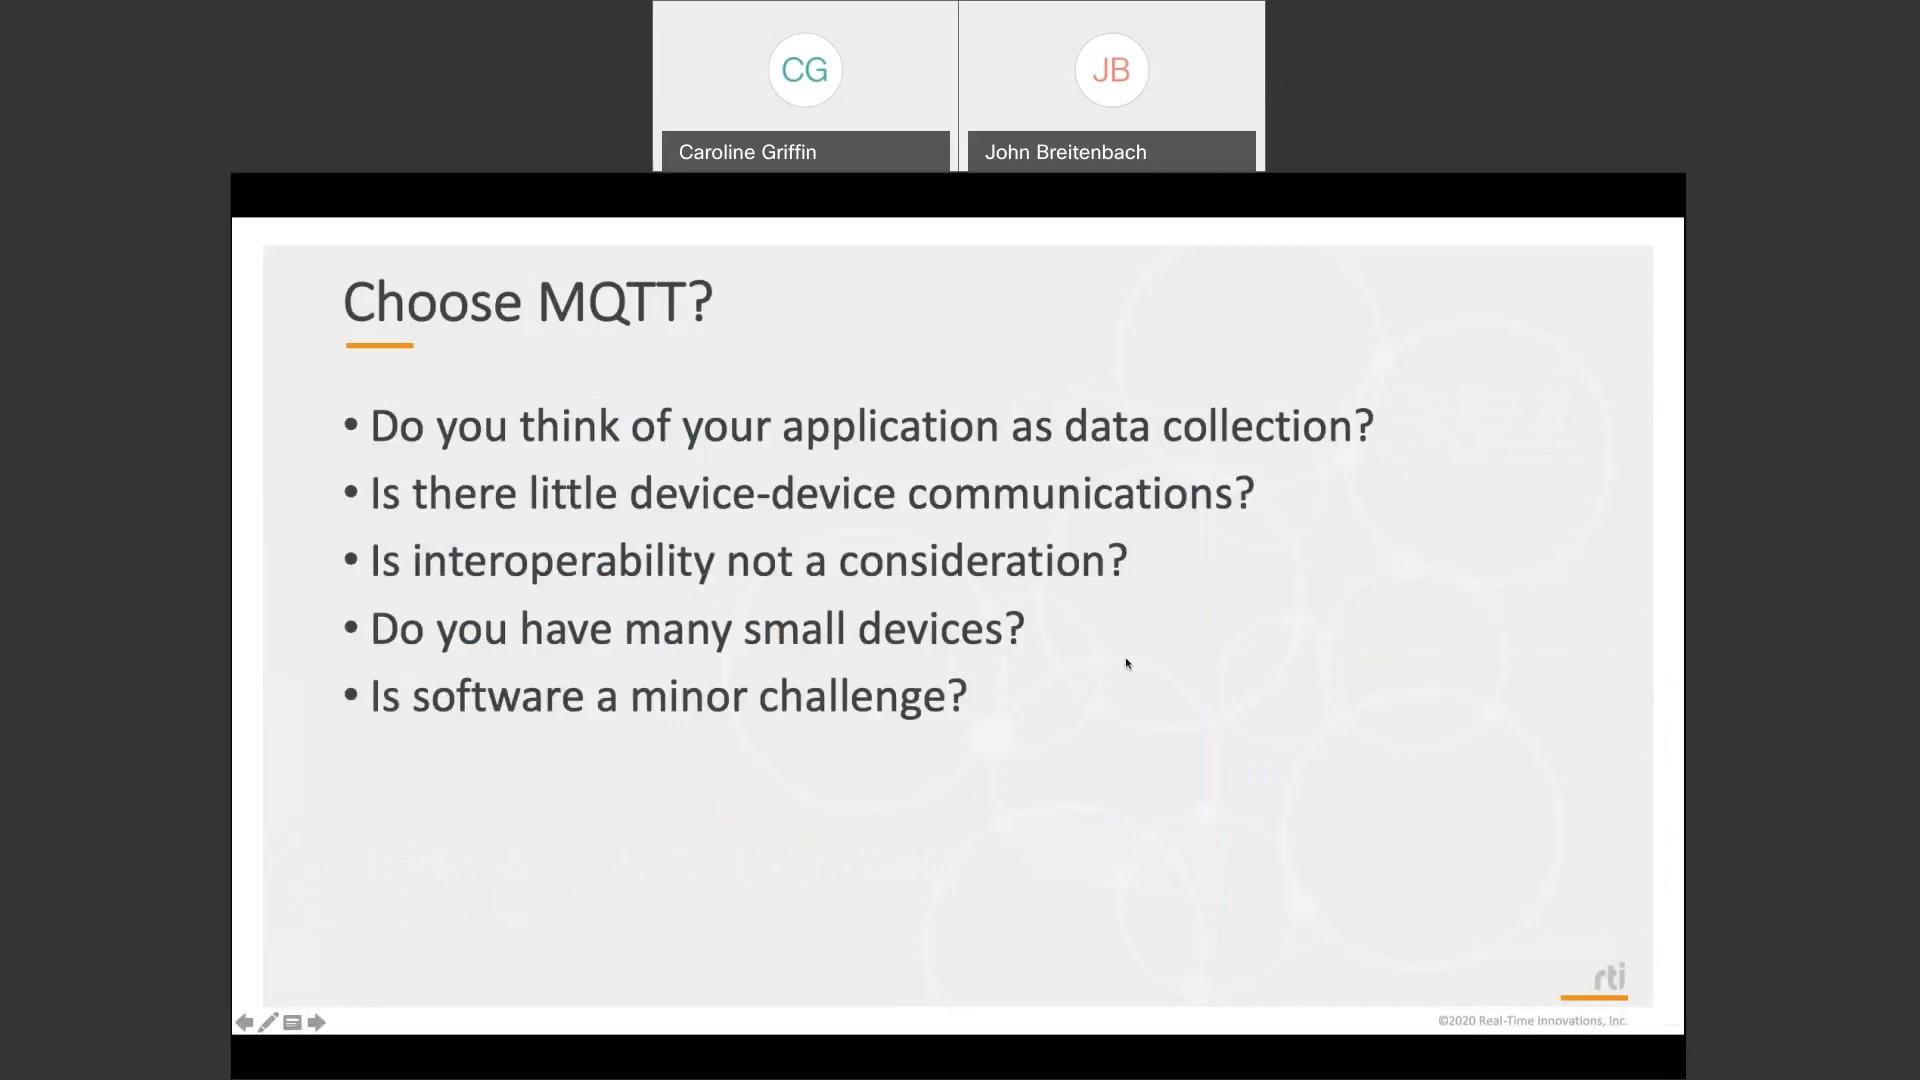 CG
JB
Caroline Griffin
John Breitenbach
Choose MQTT?
• Do you think of your application as data collection?
• Is there little device-device communications?
• Is interoperability not a consideration?
• Do you have many small devices?
• Is software a minor challenge?
rti
©2020 Real-Time Innovations, Inc.